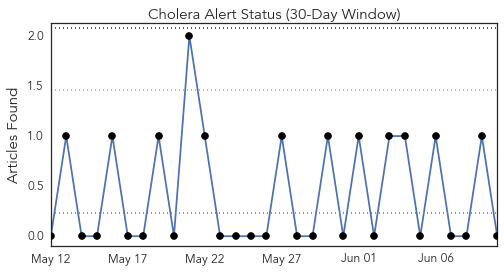 Cholera Alert Status (30-Day Window)
Articles Found
2.0
1.5
1.0
0.5
0.0
May 12
May 17
May 22
May 27
Jun 01
Jun 06